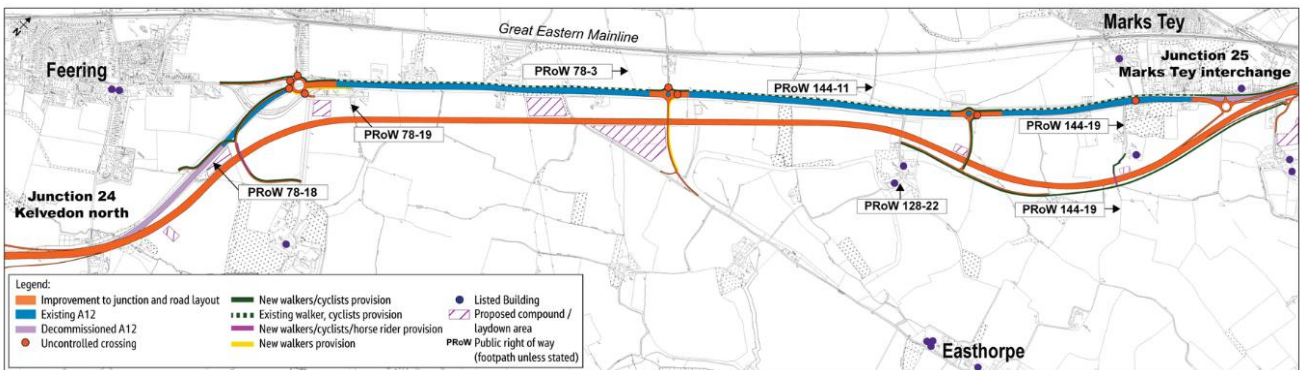 N
Great Eastern Mainline
Marks Tey
Feering
PRoW 78-3
PRoW 144-11
Junction 25
Marks Tey interchange
PRoW 78-19
PRoW 144-19
PRoW 78-18
Junction 24
Kelvedon north
PRoW 128-22
PRoW 144-19
Legend:
Improvement to junction and road layout
Existing A12
Decommissioned A12
Uncontrolled crossing
New walkers/cyclists provision
Existing walker, cyclists provision
New walkers/cyclists/horse rider provision
New walkers provision
Listed Building
Proposed compound /
laydown area
PRoW Public right of way
(footpath unless stated)
Easthorpe